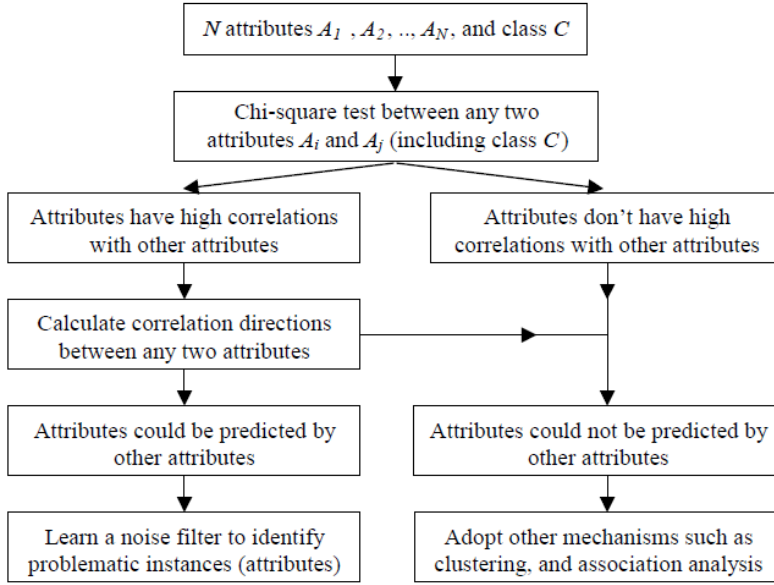 N attributes A1 , A2, .., AN, and class C
Chi-square test between any two
attributes Ai and Aj (including class C)
Attributes have high correlations
with other attributes
Attributes don't have high
correlations with other attributes
Calculate correlation directions
between any two attributes
Attributes could be predicted by
other attributes
Attributes could not be predicted by
other attributes
Learn a noise filter to identify
problematic instances (attributes)
Adopt other mechanisms such as
clustering, and association analysis